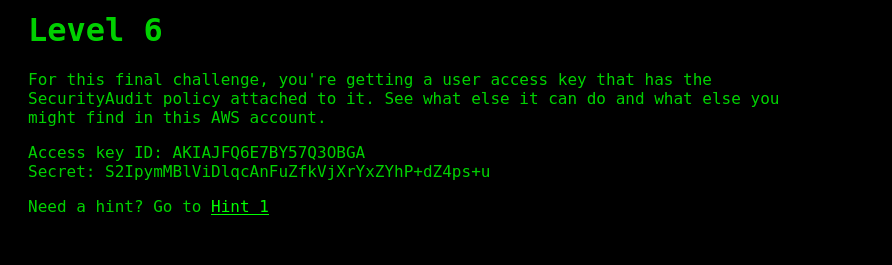 Level 6
For this final challenge, you're getting a user access key that has the
SecurityAudit policy attached to it. See what else it can do and what else you
might find in this AWS account.
Access key ID: AKIAJFQ6E7BY57Q3OBGA
Secret: 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
Need a hint? Go to Hint 1